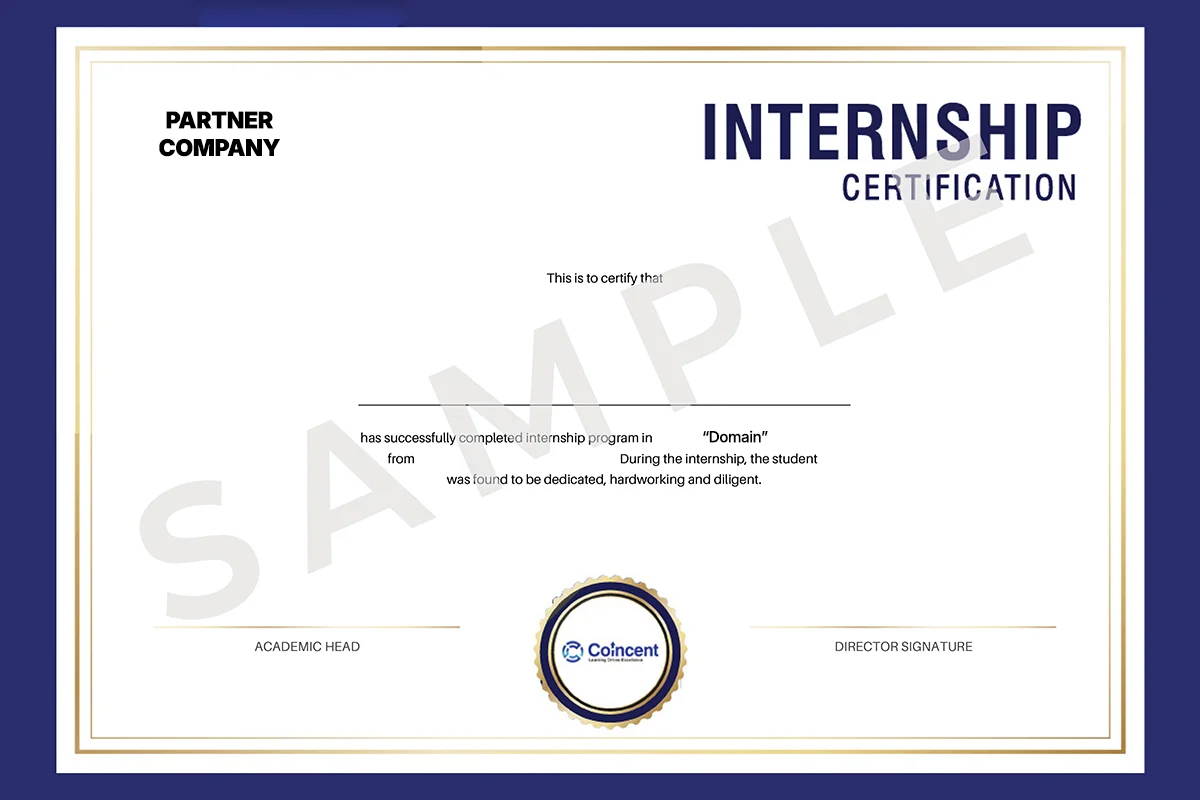 PARTNER
COMPANY
INTERNSHIP
CERTIFICATION
This is to certify that
has successfully completed internship program in “Domain”
from During the internship, the student
was found to be dedicated, hardworking and diligent.
SAMPLE
ACADEMIC HEAD
Coincent
Learning Drives Excellence
DIRECTOR SIGNATURE